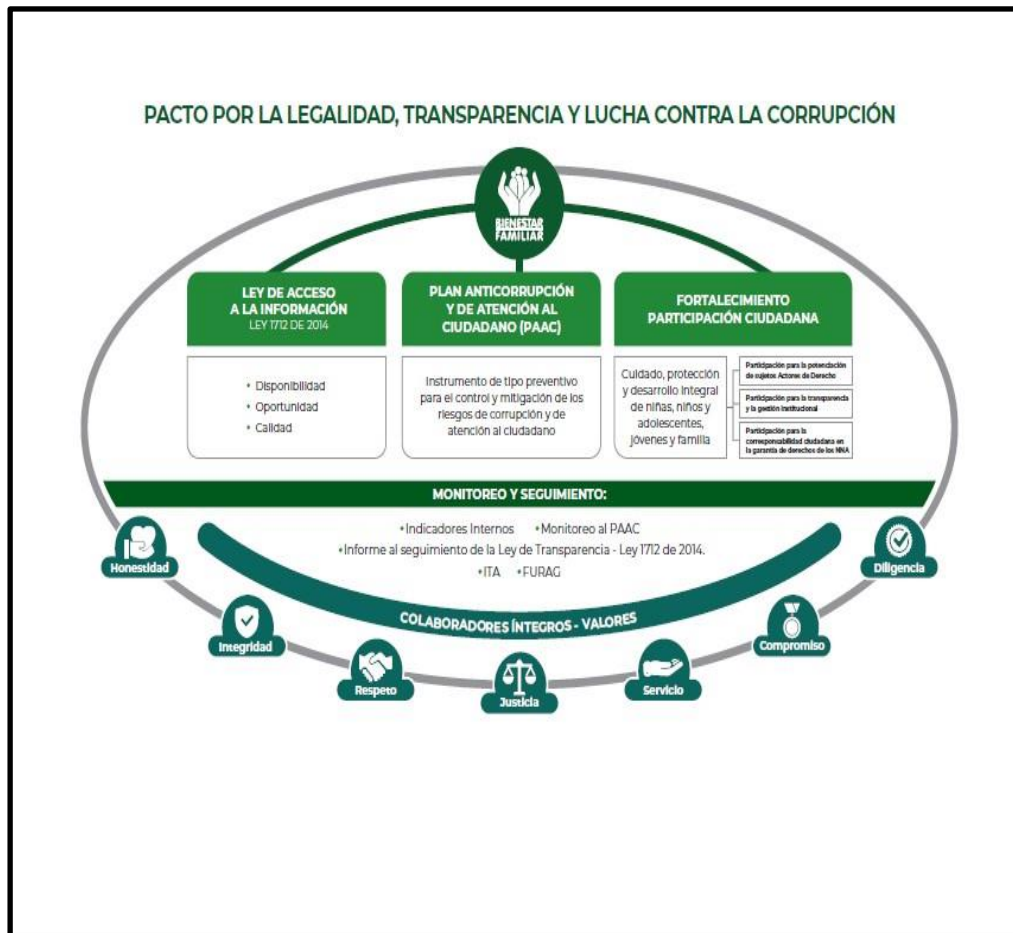 PACTO POR LA LEGALIDAD, TRANSPARENCIA Y LUCHA CONTRA LA CORRUPCIÓN
BIENESTAR
FAMILIAR
LEY DE ACCESO
A LA INFORMACIÓN
LEY 1712 DE 2014
• Disponibilidad
• Oportunidad
• Calidad
PLAN ANTICORRUPCIÓN
Y DE ATENCIÓN AL
CIUDADANO (PAAC)
Instrumento de tipo preventivo
para el control y mitigación de los
riesgos de corrupción y de
atención al ciudadano
FORTALECIMIENTO
PARTICIPACIÓN CIUDADANA
Cuidado, protección
y desarrollo integral
de niñas, niños y
adolescentes,
jóvenes y familia
Participación para la potenciación
de sujetos Actores de Derecho
Participación para la transparencia
y la gestión institucional
Participación para la
corresponsabilidad ciudadana en
la garantía de derechos de los NNA
MONITOREO Y SEGUIMIENTO:
•Indicadores Internos •Monitoreo al PAAC
•Informe al seguimiento de la Ley de Transparencia - Ley 1712 de 2014.
•ITA •FURAG
COLABORADORES ÍNTEGROS - VALORES
Honestidad
Integridad
Respeto
Justicia
Servicio
Compromiso
Diligencia